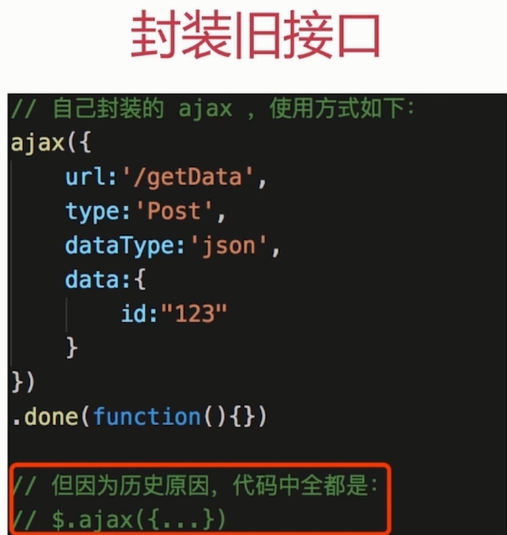 封装旧接口
// 自己封装的 ajax ，使用方式如下：
ajax({
    url:'/getData',
    type:'Post',
    dataType:'json',
    data:{
        id:"123"
    }
})
.done(function(){})
// 但因为历史原因，代码中全都是：
// $.ajax({...})